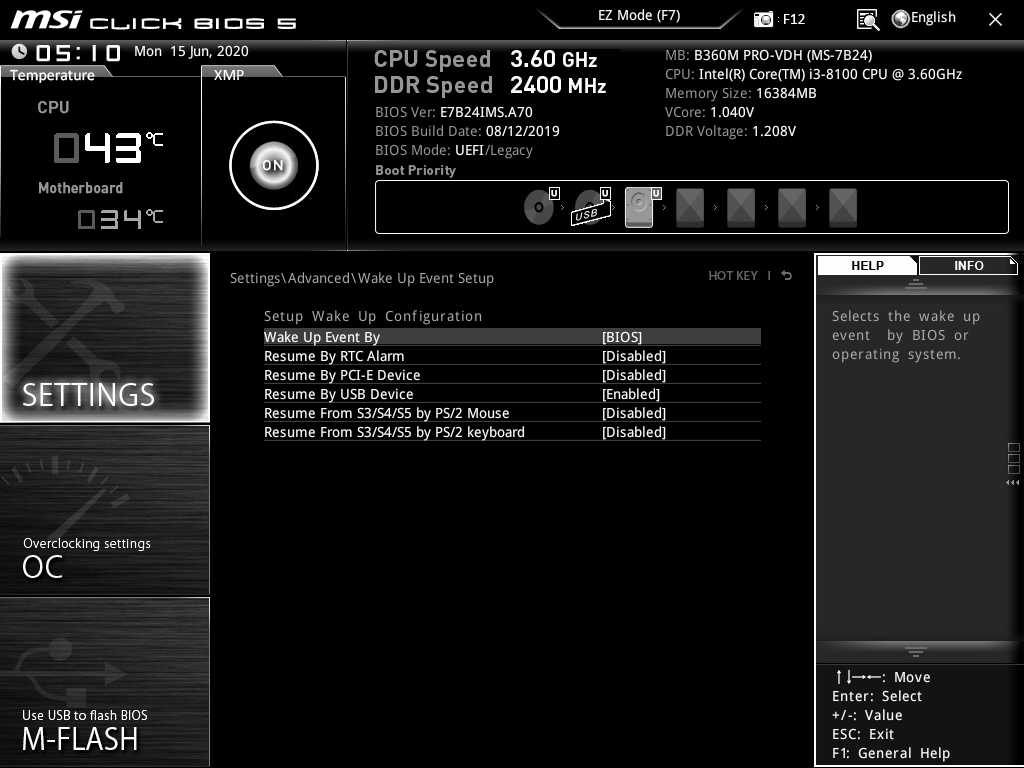 msi CLICK BIOS 5
EZ Mode (F7)
: F12
English
05:10 Mon 15 Jun, 2020
Temperature
CPU
043°C
Motherboard
034°C
XMP
ON
CPU Speed 3.60 GHz
DDR Speed 2400 MHz
BIOS Ver: E7B24IMS.A70
BIOS Build Date: 08/12/2019
BIOS Mode: UEFI/Legacy
MB: B360M PRO-VDH (MS-7B24)
CPU: Intel(R) Core(TM) i3-8100 CPU @ 3.60GHz
Memory Size: 16384MB
VCore: 1.040V
DDR Voltage: 1.208V
Boot Priority
U U U
USB
SETTINGS
Overclocking settings
OC
Use USB to flash BIOS
M-FLASH
Settings\Advanced\Wake Up Event Setup
HOT KEY |
Setup Wake Up Configuration
Wake Up Event By [BIOS]
Resume By RTC Alarm [Disabled]
Resume By PCI-E Device [Disabled]
Resume By USB Device [Enabled]
Resume From S3/S4/S5 by PS/2 Mouse [Disabled]
Resume From S3/S4/S5 by PS/2 keyboard [Disabled]
HELP INFO
Selects the wake up
event by BIOS or
operating system.
↑↓→←: Move
Enter: Select
+/-: Value
ESC: Exit
F1: General Help